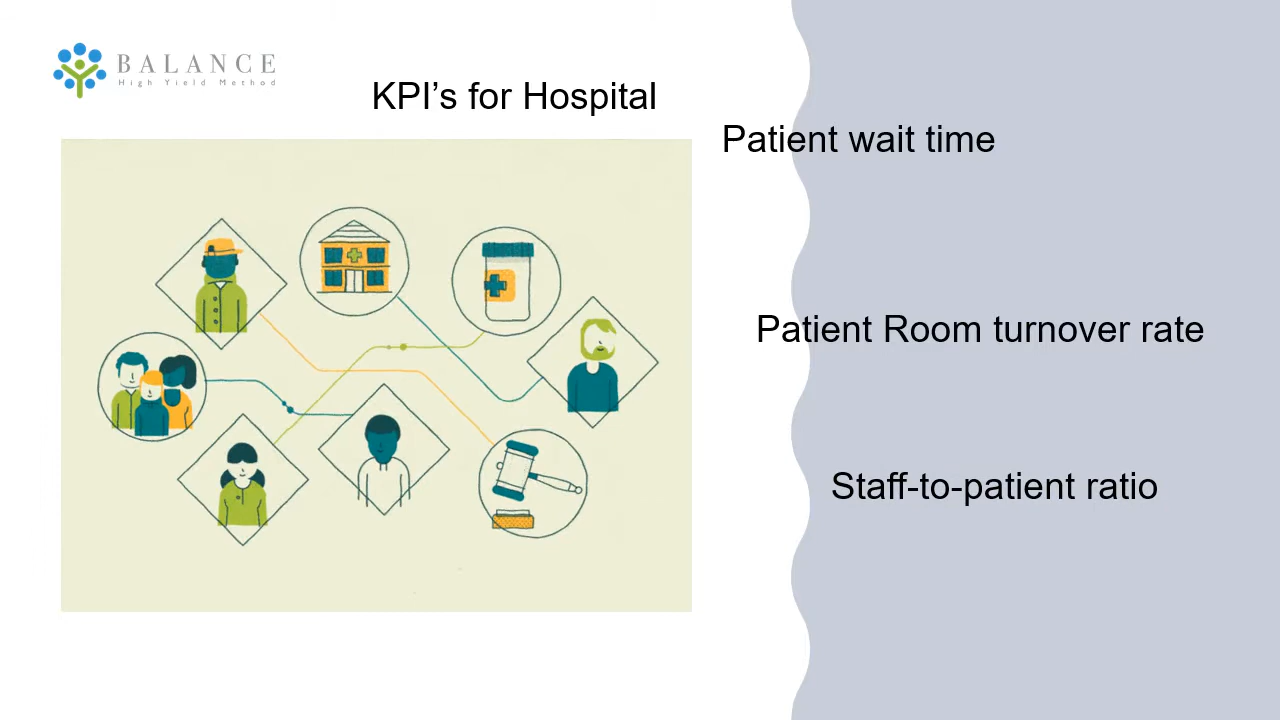 BALANCE
High Yield Method
KPI’s for Hospital
Patient wait time
Patient Room turnover rate
Staff-to-patient ratio